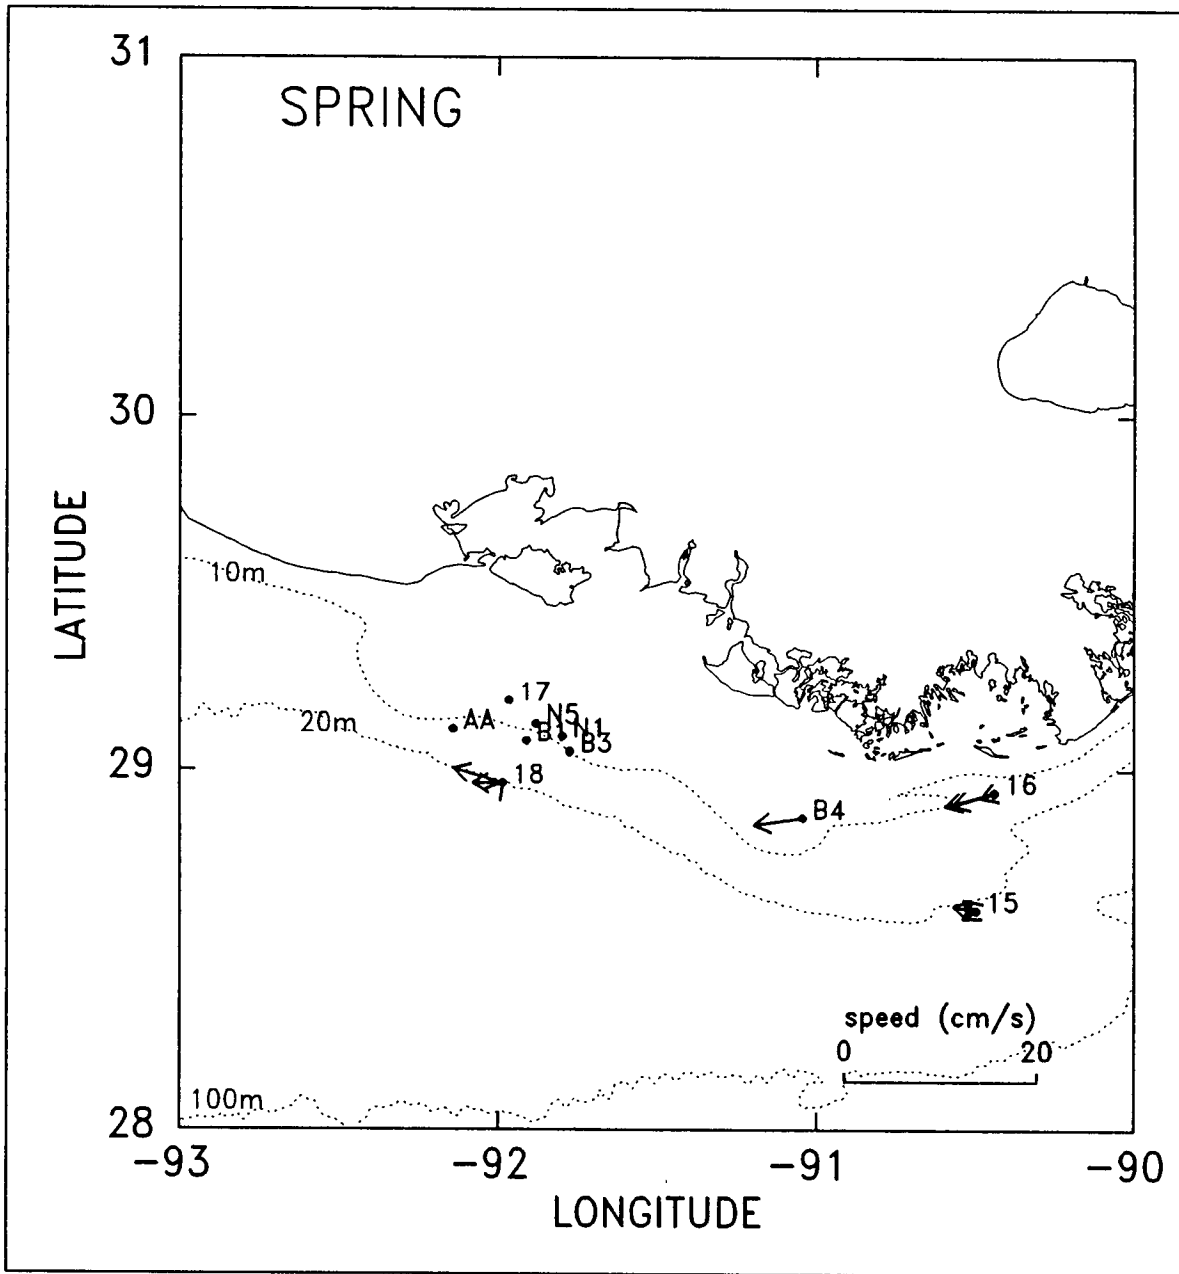 31
SPRING
30
LATITUDE
10m
17
20m
AA
N5
B1
N1
B3
29
18
16
B4
15
speed (cm/s)
0 20
100m
28
-93 -92 -91 -90
LONGITUDE